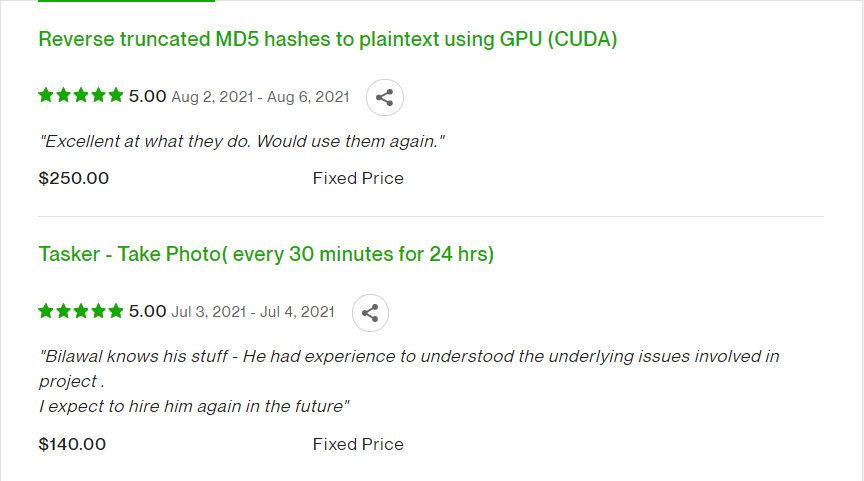 Reverse truncated MD5 hashes to plaintext using GPU (CUDA)
5.00 Aug 2, 2021 - Aug 6, 2021
"Excellent at what they do. Would use them again."
$250.00 Fixed Price
Tasker - Take Photo( every 30 minutes for 24 hrs)
5.00 Jul 3, 2021 - Jul 4, 2021
"Bilawal knows his stuff - He had experience to understood the underlying issues involved in
project .
I expect to hire him again in the future"
$140.00 Fixed Price